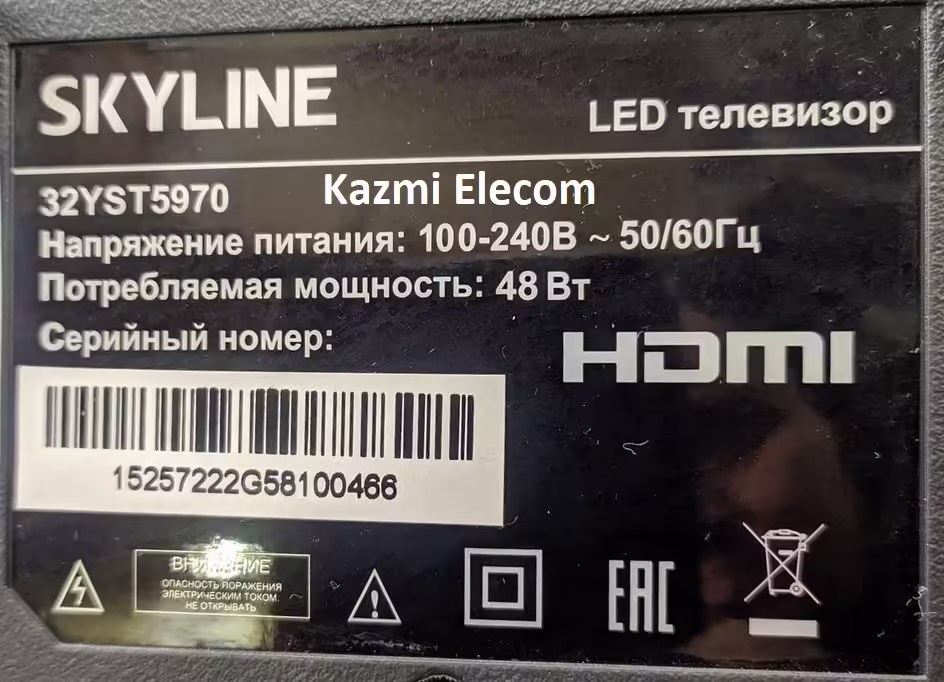 SKYLINE
LED телевизор
32YST5970
Kazmi Elecom
Напряжение питания: 100-240В ~ 50/60Гц
Потребляемая мощность: 48 Вт
Серийный номер:
HDMI
15257222G58100466
ВНИМАНИЕ
ОПАСНОСТЬ ПОРАЖЕНИЯ
ЭЛЕКТРИЧЕСКИМ ТОКОМ.
НЕ ОТКРЫВАТЬ
EAC